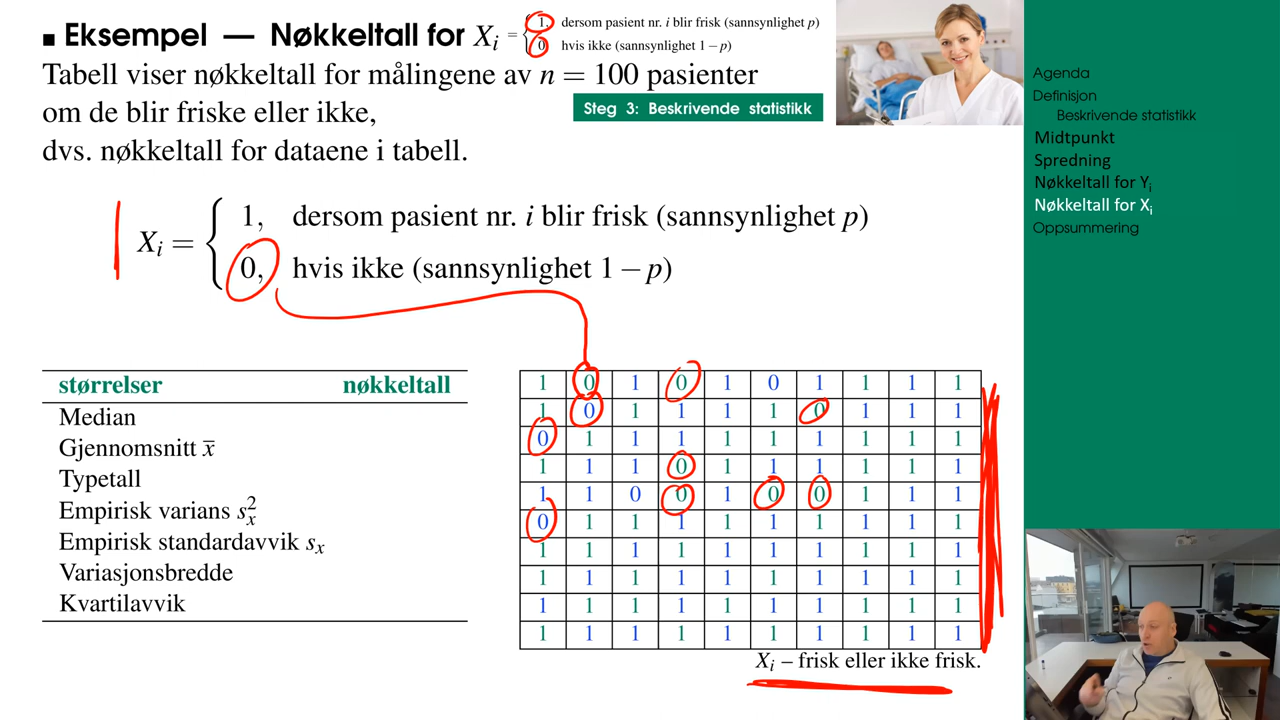 ■ Eksempel — Nøkkeltall for Xᵢ = { 1, dersom pasient nr. i blir frisk (sannsynlighet p)
0 hvis ikke (sannsynlighet 1 − p)
Tabell viser nøkkeltall for målingene av n = 100 pasienter
om de blir friske eller ikke,
dvs. nøkkeltall for dataene i tabell.
Steg 3: Beskrivende statistikk
Xᵢ = { 1, dersom pasient nr. i blir frisk (sannsynlighet p)
0, hvis ikke (sannsynlighet 1 − p)
størrelser nøkkeltall
Median
Gjennomsnitt x̅
Typetall
Empirisk varians s²ₓ
Empirisk standardavvik sₓ
Variasjonsbredde
Kvartilavvik
1 0 1 0 1 0 1 1 1 1
1 0 1 1 1 1 0 1 1 1
0 1 1 1 1 1 1 1 1 1
1 1 1 0 1 1 1 1 1 1
1 1 0 0 1 0 0 1 1 1
0 1 1 1 1 1 1 1 1 1
1 1 1 1 1 1 1 1 1 1
1 1 1 1 1 1 1 1 1 1
1 1 1 1 1 1 1 1 1 1
1 1 1 1 1 1 1 1 1 1
Xᵢ – frisk eller ikke frisk.
Agenda
Definisjon
Beskrivende statistikk
Midtpunkt
Spredning
Nøkkeltall for Yᵢ
Nøkkeltall for Xᵢ
Oppsummering